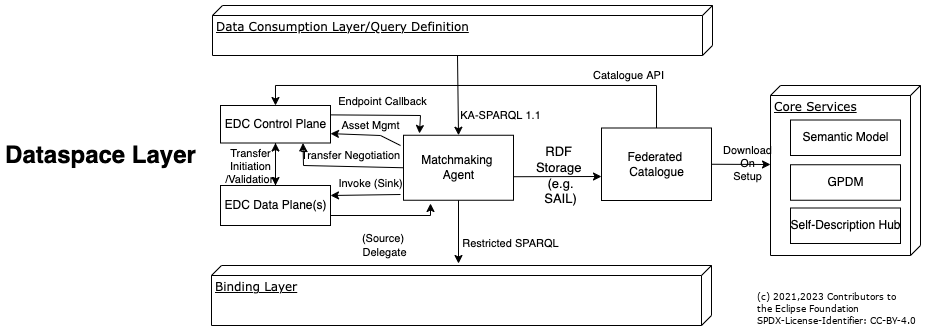 Data Consumption Layer/Query Definition
Catalogue API
Core Services
Endpoint Callback
KA-SPARQL 1.1
EDC Control Plane
Asset Mgmt
Semantic Model
Dataspace Layer
Transfer
Initiation
/Validation
Transfer Negotiation
Matchmaking
Agent
RDF
Storage
(e.g.
SAIL)
Federated
Catalogue
Download
On
Setup
GPDM
Invoke (Sink)
EDC Data Plane(s)
Self-Description Hub
(Source)
Delegate
Restricted SPARQL
Binding Layer
(c) 2021,2023 Contributors to
the Eclipse Foundation
SPDX-License-Identifier: CC-BY-4.0